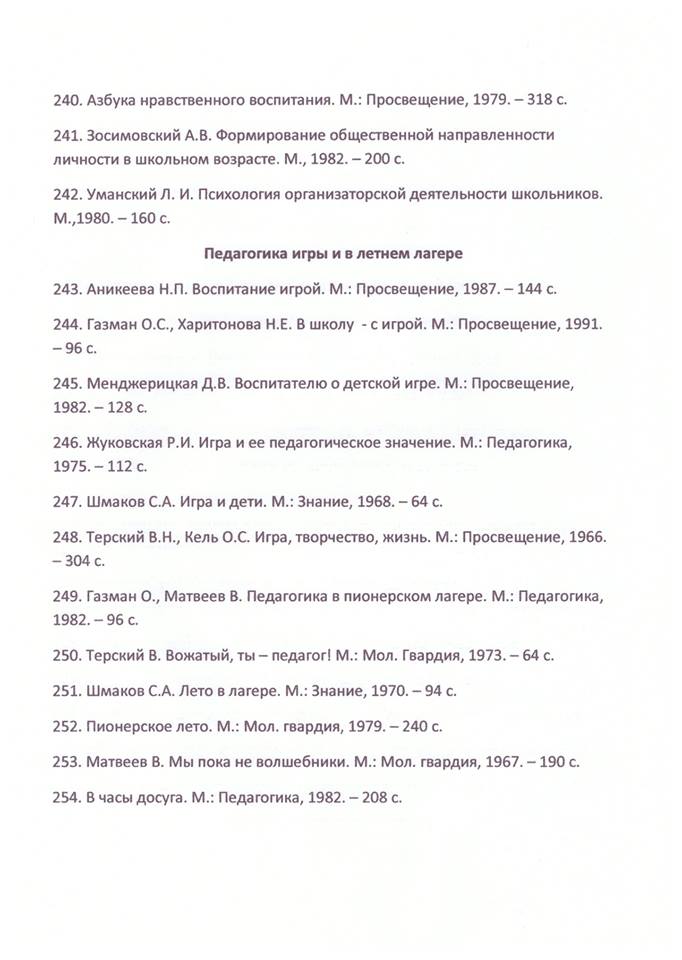 240. Азбука нравственного воспитания. М.: Просвещение, 1979. – 318 с.
241. Зосимовский А.В. Формирование общественной направленности
личности в школьном возрасте. М., 1982. – 200 с.
242. Уманский Л. И. Психология организаторской деятельности школьников.
М.,1980. – 160 с.
Педагогика игры и в летнем лагере
243. Аникеева Н.П. Воспитание игрой. М.: Просвещение, 1987. – 144 с.
244. Газман О.С., Харитонова Н.Е. В школу  - с игрой. М.: Просвещение, 1991.
– 96 с.
245. Менджерицкая Д.В. Воспитателю о детской игре. М.: Просвещение,
1982. – 128 с.
246. Жуковская Р.И. Игра и ее педагогическое значение. М.: Педагогика,
1975. – 112 с.
247. Шмаков С.А. Игра и дети. М.: Знание, 1968. – 64 с.
248. Терский В.Н., Кель О.С. Игра, творчество, жизнь. М.: Просвещение, 1966.
– 304 с.
249. Газман О., Матвеев В. Педагогика в пионерском лагере. М.: Педагогика,
1982. – 96 с.
250. Терский В. Вожатый, ты – педагог! М.: Мол. Гвардия, 1973. – 64 с.
251. Шмаков С.А. Лето в лагере. М.: Знание, 1970. – 94 с.
252. Пионерское лето. М.: Мол. гвардия, 1979. – 240 с.
253. Матвеев В. Мы пока не волшебники. М.: Мол. гвардия, 1967. – 190 с.
254. В часы досуга. М.: Педагогика, 1982. – 208 с.